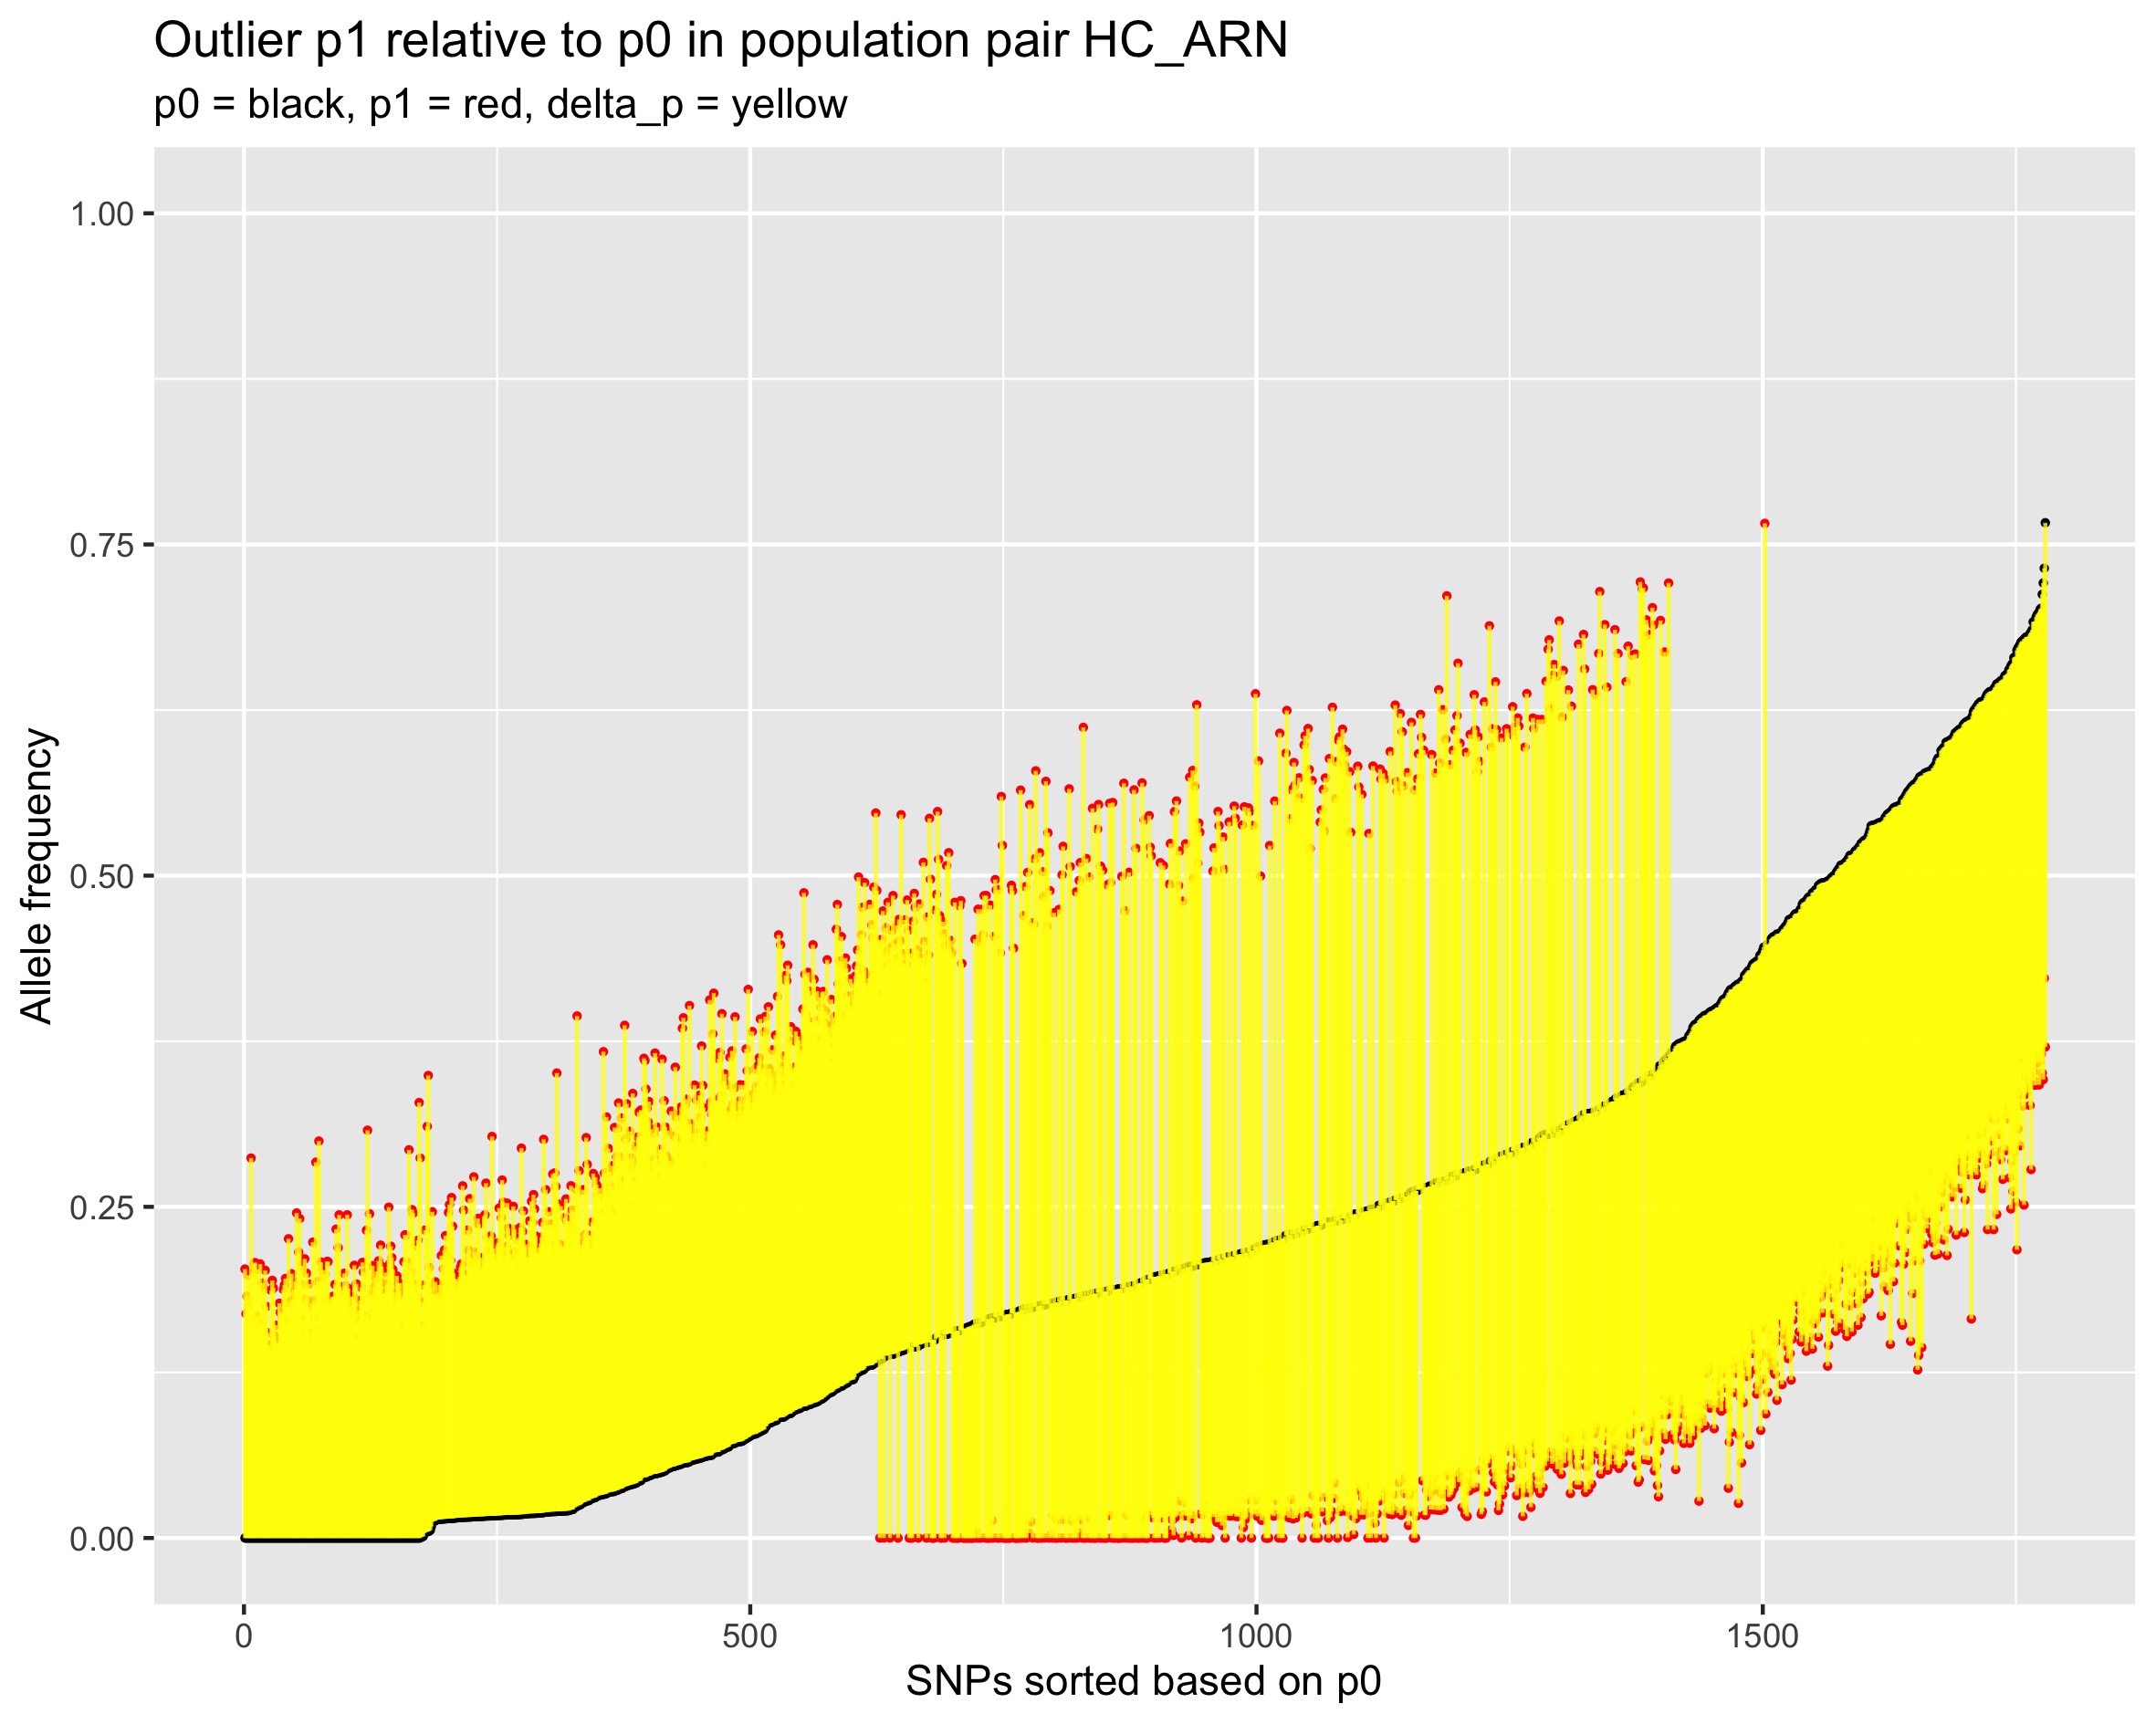 Outlier p1 relative to p0 in population pair HC_ARN
p0 = black, p1 = red, delta_p = yellow
1.00
0.75
0.50
0.25
0.00
Allele frequency
0
500
1000
1500
SNPs sorted based on p0